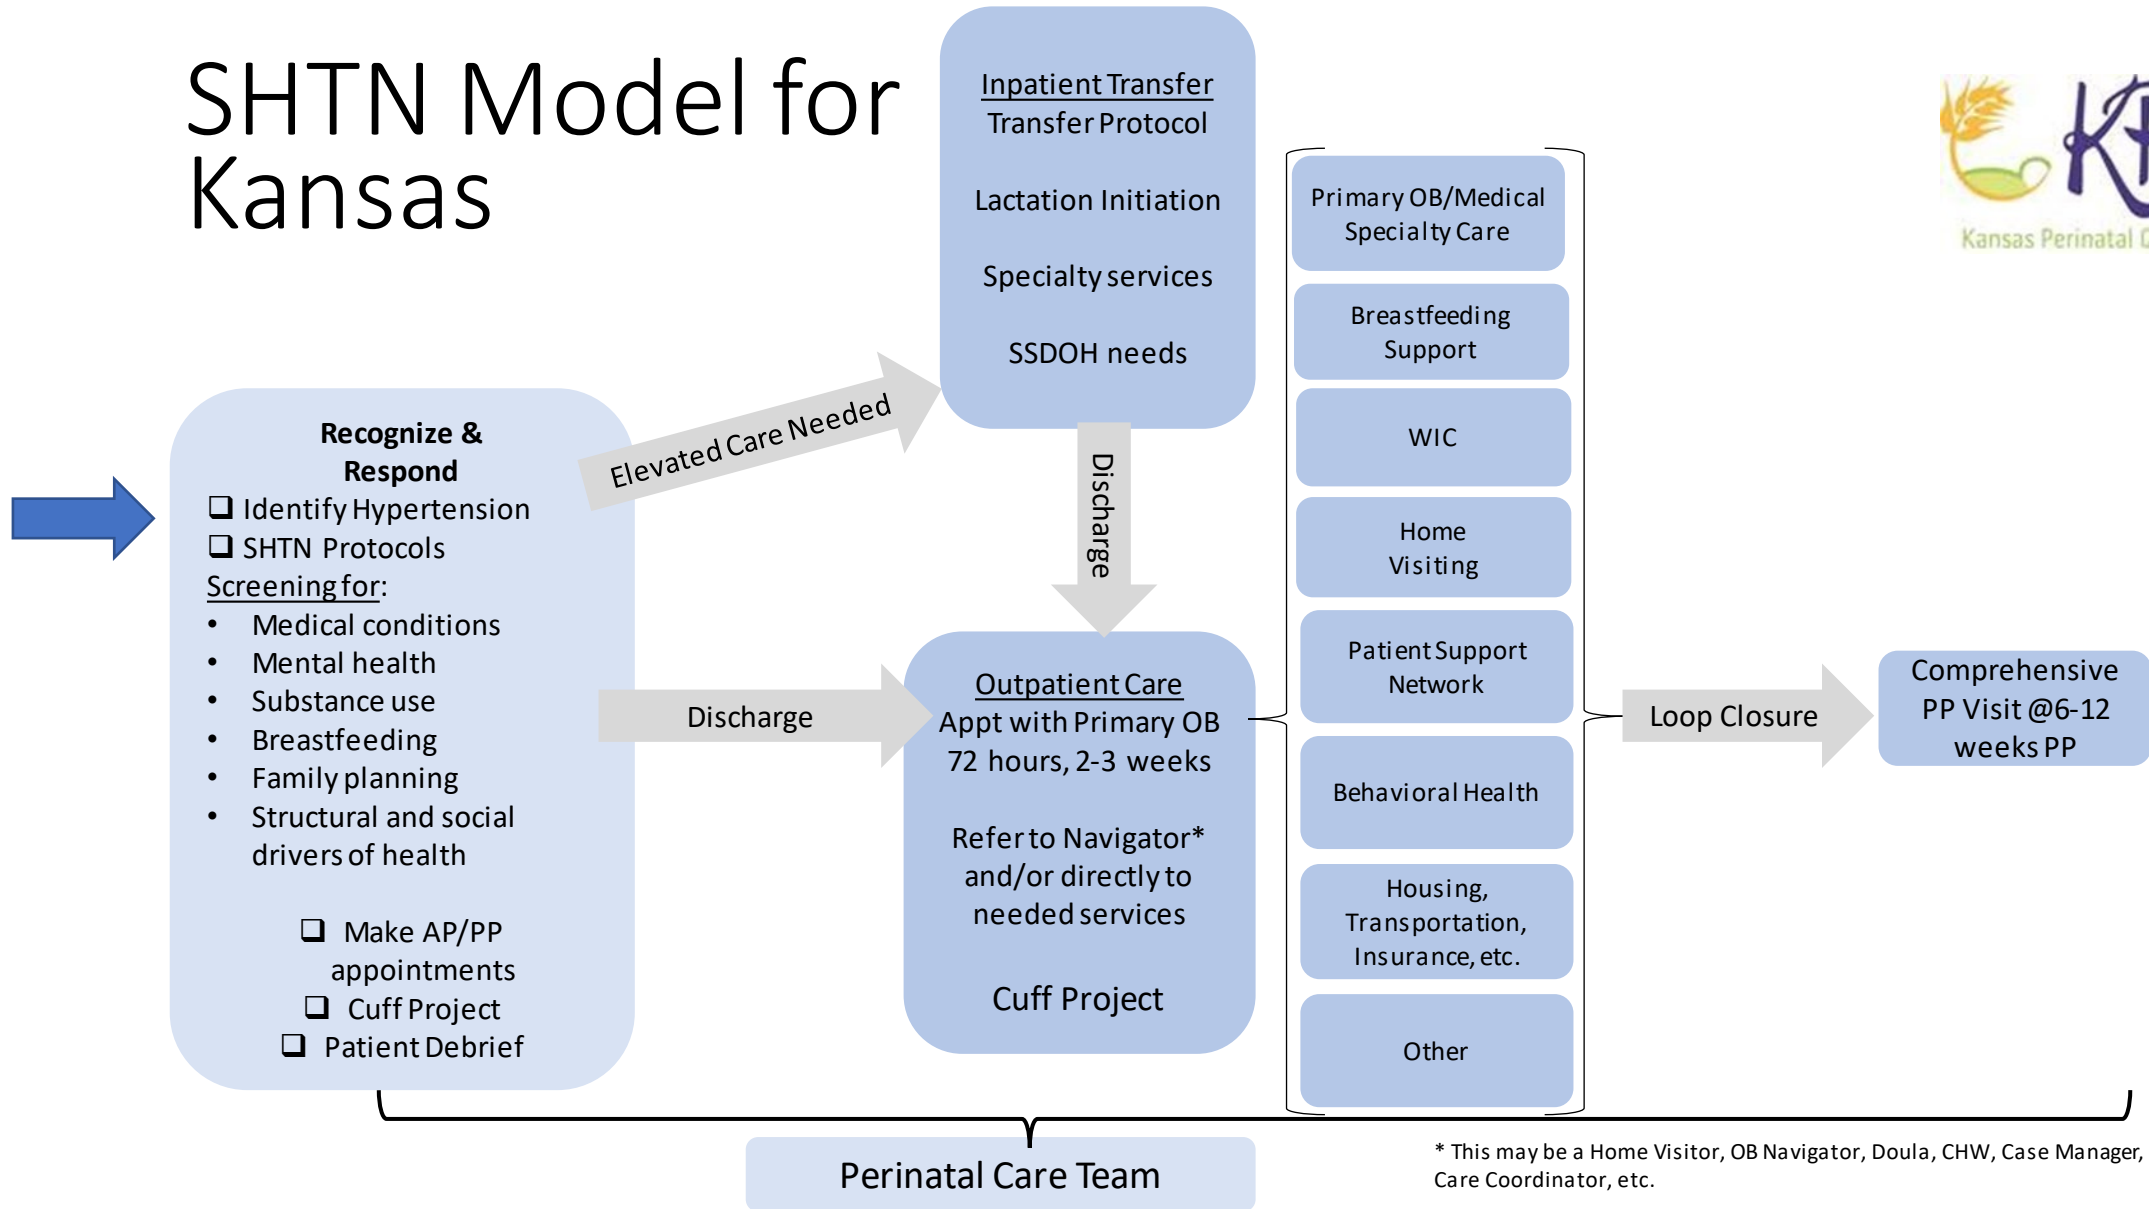 SHTN Model for
Kansas
Inpatient Transfer
Transfer Protocol
Lactation Initiation
Specialty services
SSDOH needs
Kansas Perinatal
Recognize &
Respond
❑ Identify Hypertension
❑ SHTN Protocols
Screening for:
• Medical conditions
• Mental health
• Substance use
• Breastfeeding
• Family planning
• Structural and social
drivers of health
❑ Make AP/PP
appointments
❑ Cuff Project
❑ Patient Debrief
Elevated Care Needed
Discharge
Discharge
Outpatient Care
Appt with Primary OB
72 hours, 2-3 weeks
Refer to Navigator*
and/or directly to
needed services
Cuff Project
Primary OB/Medical
Specialty Care
Breastfeeding
Support
WIC
Home
Visiting
Patient Support
Network
Behavioral Health
Housing,
Transportation,
Insurance, etc.
Other
Loop Closure
Comprehensive
PP Visit @6-12
weeks PP
Perinatal Care Team
* This may be a Home Visitor, OB Navigator, Doula, CHW, Case Manager,
Care Coordinator, etc.